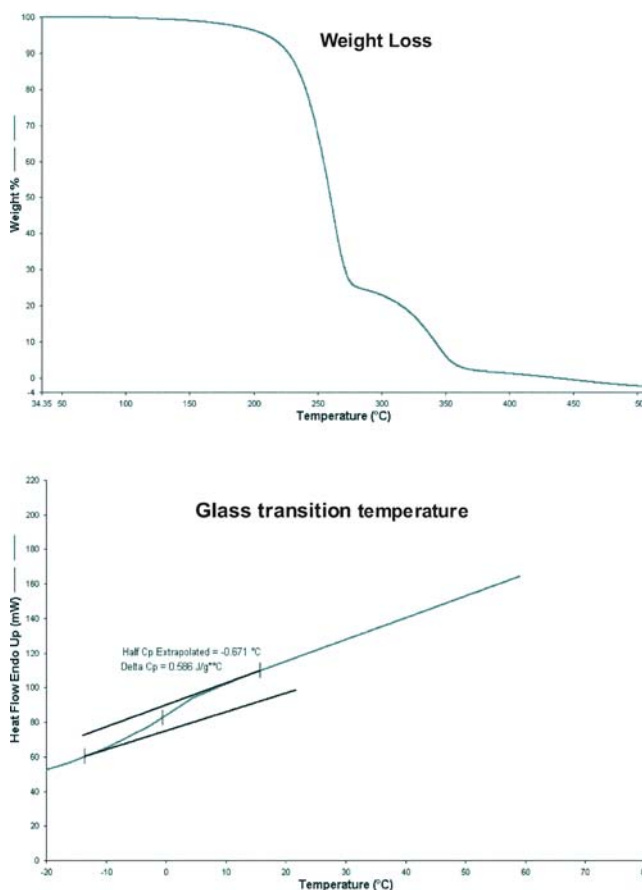 Weight Loss
100
90
80
70
60
50
40
30
20
10
0
-4
Weight %
34.35 50 100 150 200 250 300 350 400 450 500
Temperature (°C)
Glass transition temperature
220
200
180
160
140
120
100
80
60
40
20
0
Heat Flow Endo Up (mW)
Half Cp Extrapolated = -0.671 °C
Delta Cp = 0.586 J/g*°C
-20 -10 0 10 20 30 40 50 60 70
Temperature (°C)